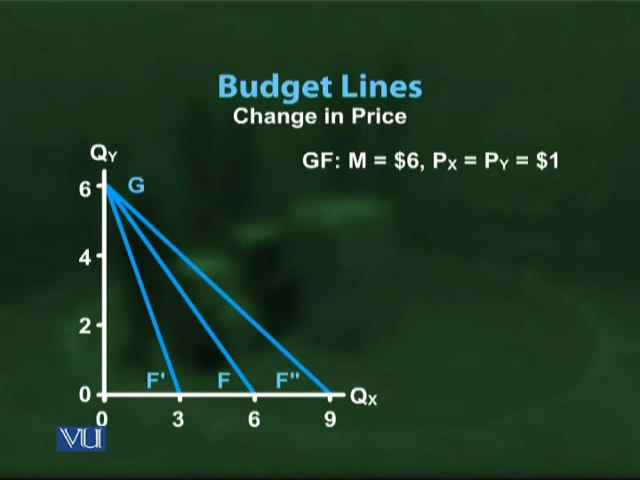 Budget Lines
Change in Price
QY
GF: M = $6, PX = PY = $1
6
G
4
2
F' F F"
0
QX
0 3 6 9
VU